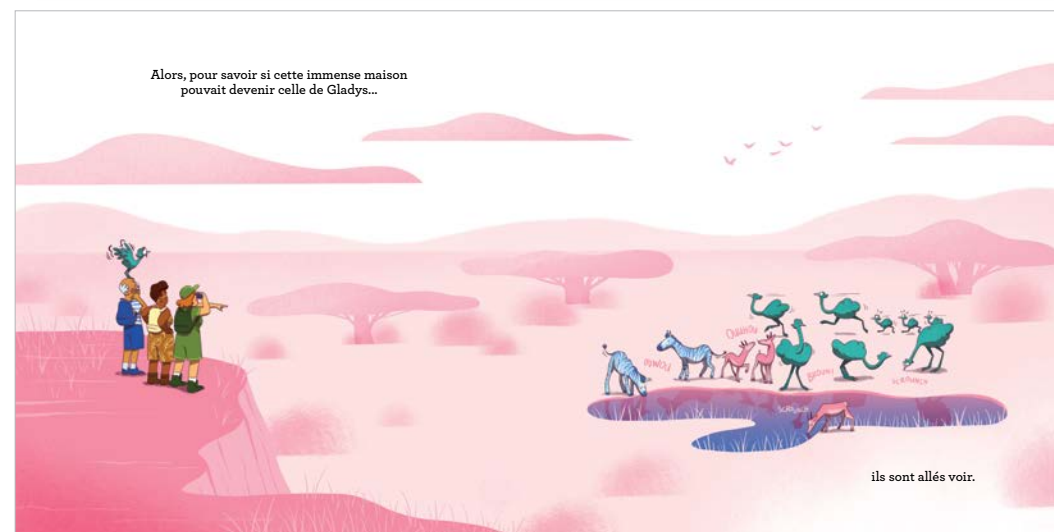 Alors, pour savoir si cette immense maison
pouvait devenir celle de Gladys...
ils sont allés voir.